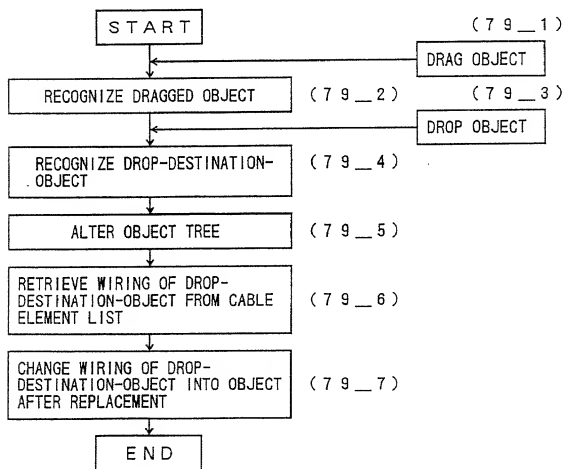 START
(79_1)
DRAG OBJECT
RECOGNIZE DRAGGED OBJECT
(79_2)
(79_3)
DROP OBJECT
RECOGNIZE DROP-DESTINATION-
OBJECT
(79_4)
ALTER OBJECT TREE
(79_5)
RETRIEVE WIRING OF DROP-
DESTINATION-OBJECT FROM CABLE
ELEMENT LIST
(79_6)
CHANGE WIRING OF DROP-
DESTINATION-OBJECT INTO OBJECT
AFTER REPLACEMENT
(79_7)
END